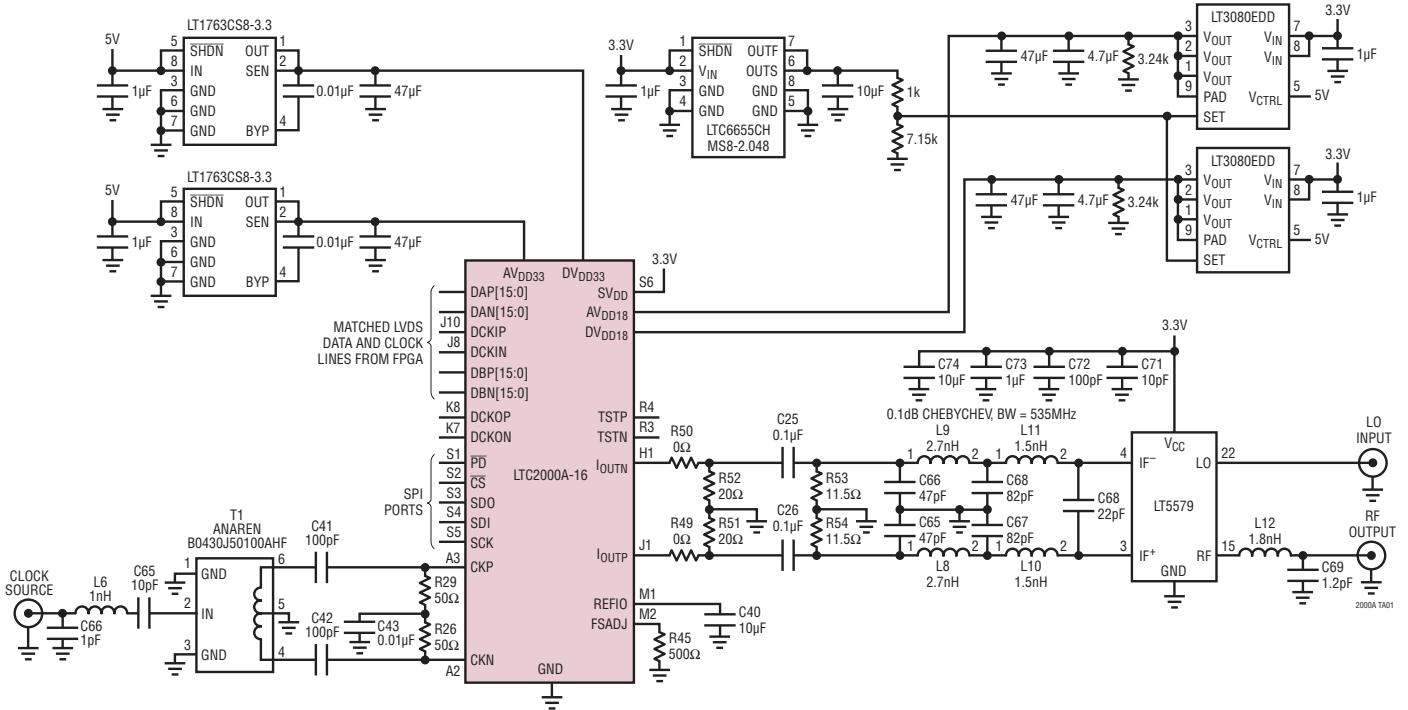 LT1763CS8-3.3
5V
1µF
5
8
3
6
7
SHDN
IN
GND
GND
GND
OUT
SEN
BYP
1
2
4
0.01µF
47µF
LT1763CS8-3.3
5V
1µF
5
8
3
6
7
SHDN
IN
GND
GND
GND
OUT
SEN
BYP
1
2
4
0.01µF
47µF
3.3V
1µF
1
2
3
4
SHDN
VIN
GND
GND
OUTF
OUTS
GND
GND
LTC6655CH
MS8-2.048
7
6
8
5
10µF
1k
7.15k
47µF
4.7µF
3.24k
LT3080EDD
3
2
1
9
VOUT
VOUT
VOUT
PAD
SET
VIN
VIN
VCTRL
7
8
5
3.3V
1µF
5V
47µF
4.7µF
3.24k
LT3080EDD
3
2
1
9
VOUT
VOUT
VOUT
PAD
SET
VIN
VIN
VCTRL
7
8
5
3.3V
1µF
5V
MATCHED LVDS
DATA AND CLOCK
LINES FROM FPGA
J10
J8
K8
K7
SPI
PORTS
S1
S2
S3
S4
S5
A3
A2
AVDD33
DVDD33
DAP[15:0]
DAN[15:0]
DCKIP
DCKIN
DBP[15:0]
DBN[15:0]
DCKOP
DCKON
PD
CS
SDO
SDI
SCK
CKP
CKN
GND
LTC2000A-16
SVDD
AVDD18
DVDD18
TSTP
TSTN
IOUTN
IOUTP
REFIO
FSADJ
S6
3.3V
R4
R3
H1
J1
M1
M2
C40
10µF
R45
500Ω
CLOCK
SOURCE
C66
1pF
L6
1nH
C65
10pF
T1
ANAREN
B0430J50100AHF
1
2
3
GND
IN
GND
6
5
4
C41
100pF
C42
100pF
C43
0.01µF
R29
50Ω
R26
50Ω
R50
0Ω
R49
0Ω
R52
20Ω
R51
20Ω
C25
0.1µF
C26
0.1µF
R53
11.5Ω
R54
11.5Ω
0.1dB CHEBYCHEV, BW = 535MHz
1
L9
2.7nH
2
1
L11
1.5nH
2
C66
47pF
C65
47pF
C68
82pF
C67
82pF
C68
22pF
1
L8
2.7nH
2
1
L10
1.5nH
2
C74
10µF
C73
1µF
C72
100pF
C71
10pF
3.3V
4
3
IF−
IF+
VCC
LT5579
GND
LO
RF
22
15
LO
INPUT
L12
1.8nH
C69
1.2pF
RF
OUTPUT
2000A TA01